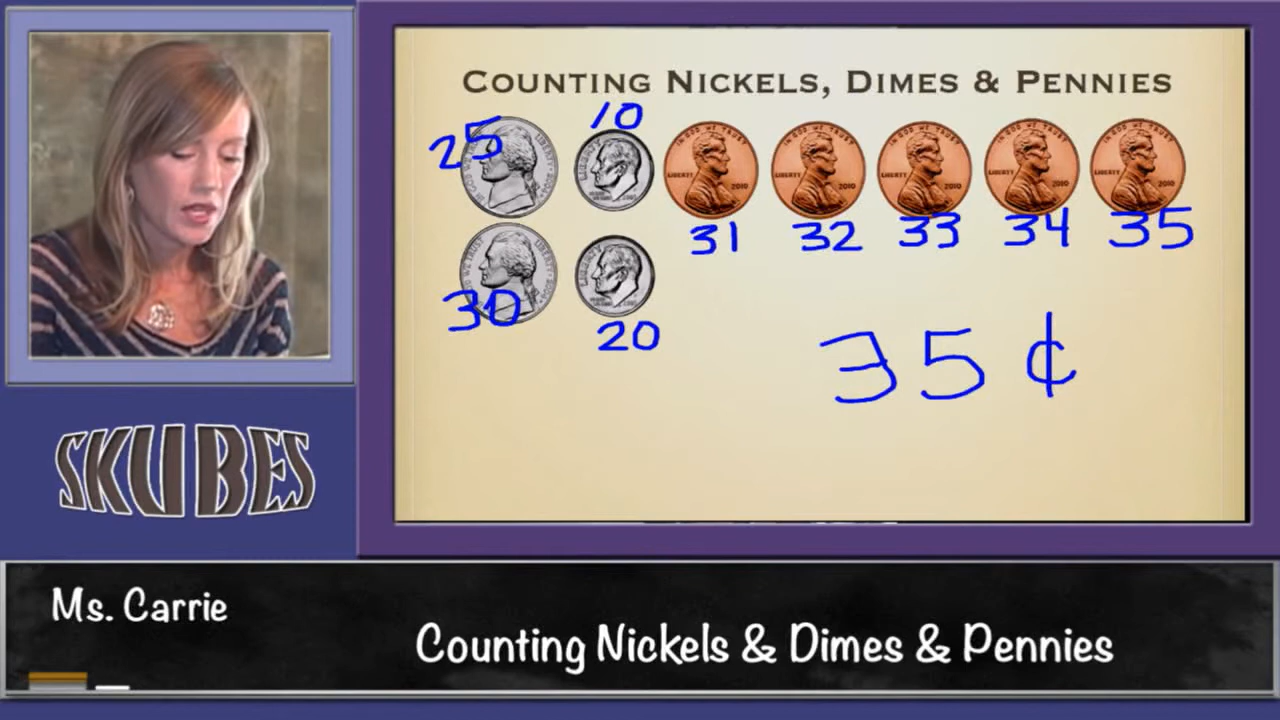 COUNTING NICKELS, DIMES & PENNIES
25 10
31 32 33 34 35
30 20
35¢
SKUBES
Ms. Carrie
Counting Nickels & Dimes & Pennies